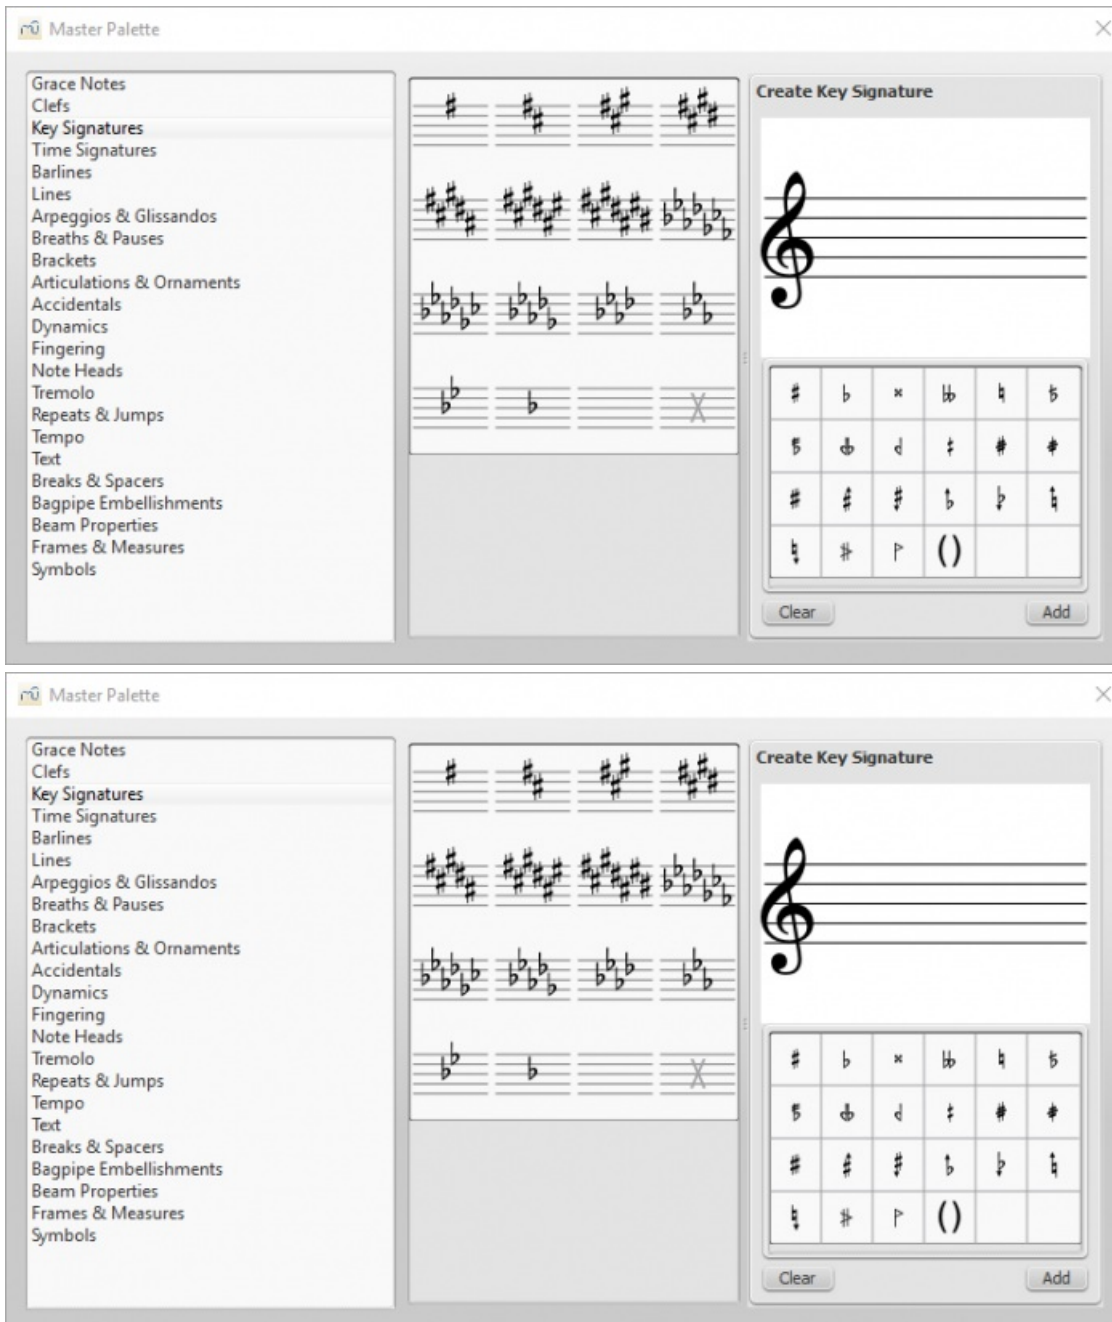 Master Palette
Grace Notes
Clefs
Key Signatures
Time Signatures
Barlines
Lines
Arpeggios & Glissandos
Breaths & Pauses
Brackets
Articulations & Ornaments
Accidentals
Dynamics
Fingering
Note Heads
Tremolo
Repeats & Jumps
Tempo
Text
Breaks & Spacers
Bagpipe Embellishments
Beam Properties
Frames & Measures
Symbols
Create Key Signature
Clear
Add
Master Palette
Grace Notes
Clefs
Key Signatures
Time Signatures
Barlines
Lines
Arpeggios & Glissandos
Breaths & Pauses
Brackets
Articulations & Ornaments
Accidentals
Dynamics
Fingering
Note Heads
Tremolo
Repeats & Jumps
Tempo
Text
Breaks & Spacers
Bagpipe Embellishments
Beam Properties
Frames & Measures
Symbols
Create Key Signature
Clear
Add